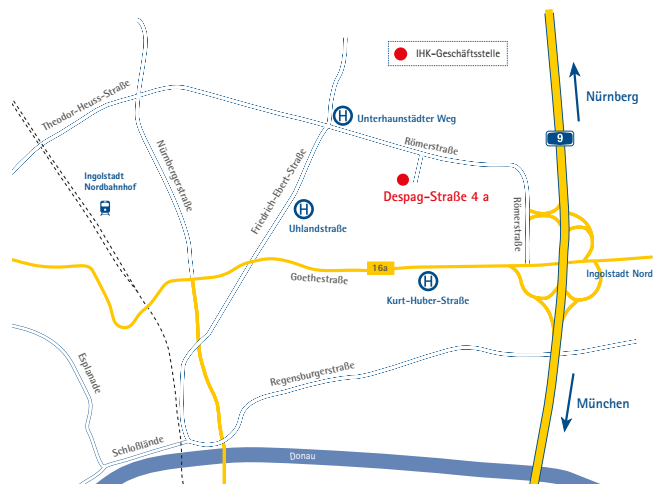 IHK-Geschäftsstelle
Nürnberg
Theodor-Heuss-Straße
Unterhaunstädter Weg
9
Römerstraße
Nürnbergerstraße
Friedrich-Ebert-Straße
Ingolstadt
Nordbahnhof
Despag-Straße 4 a
H
H
Uhlandstraße
Römerstraße
16a
Goethestraße
H
Ingolstadt Nord
Kurt-Huber-Straße
Esplanade
Regensburgerstraße
München
Schloßlände
Donau